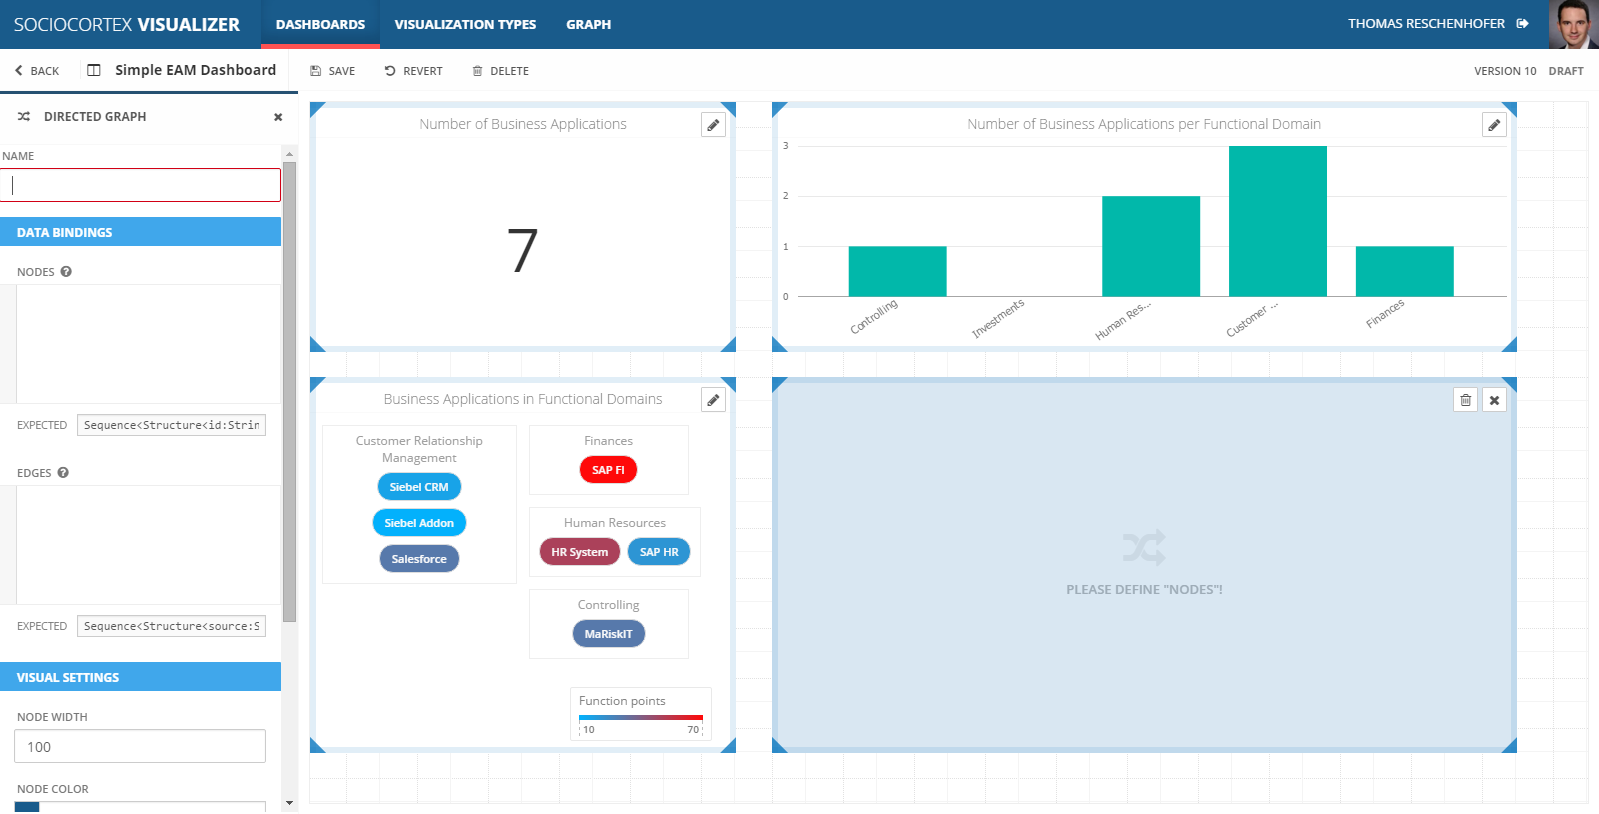 SOCIOCORTEX VISUALIZER
DASHBOARDS
VISUALIZATION TYPES
GRAPH
THOMAS RESCHENHOFER
BACK
Simple EAM Dashboard
SAVE
REVERT
DELETE
VERSION 10
DRAFT
DIRECTED GRAPH
NAME
DATA BINDINGS
NODES
EXPECTED
Sequence<Structure<id:Strin
EDGES
EXPECTED
Sequence<Structure<source:S
VISUAL SETTINGS
NODE WIDTH
100
NODE COLOR
Number of Business Applications
7
Number of Business Applications per Functional Domain
3
2
1
0
Controlling
Investments
Human Res...
Customer ...
Finances
Business Applications in Functional Domains
Customer Relationship
Management
Siebel CRM
Siebel Addon
Salesforce
Finances
SAP FI
Human Resources
HR System
SAP HR
Controlling
MaRiskIT
Function points
10
70
PLEASE DEFINE "NODES"!